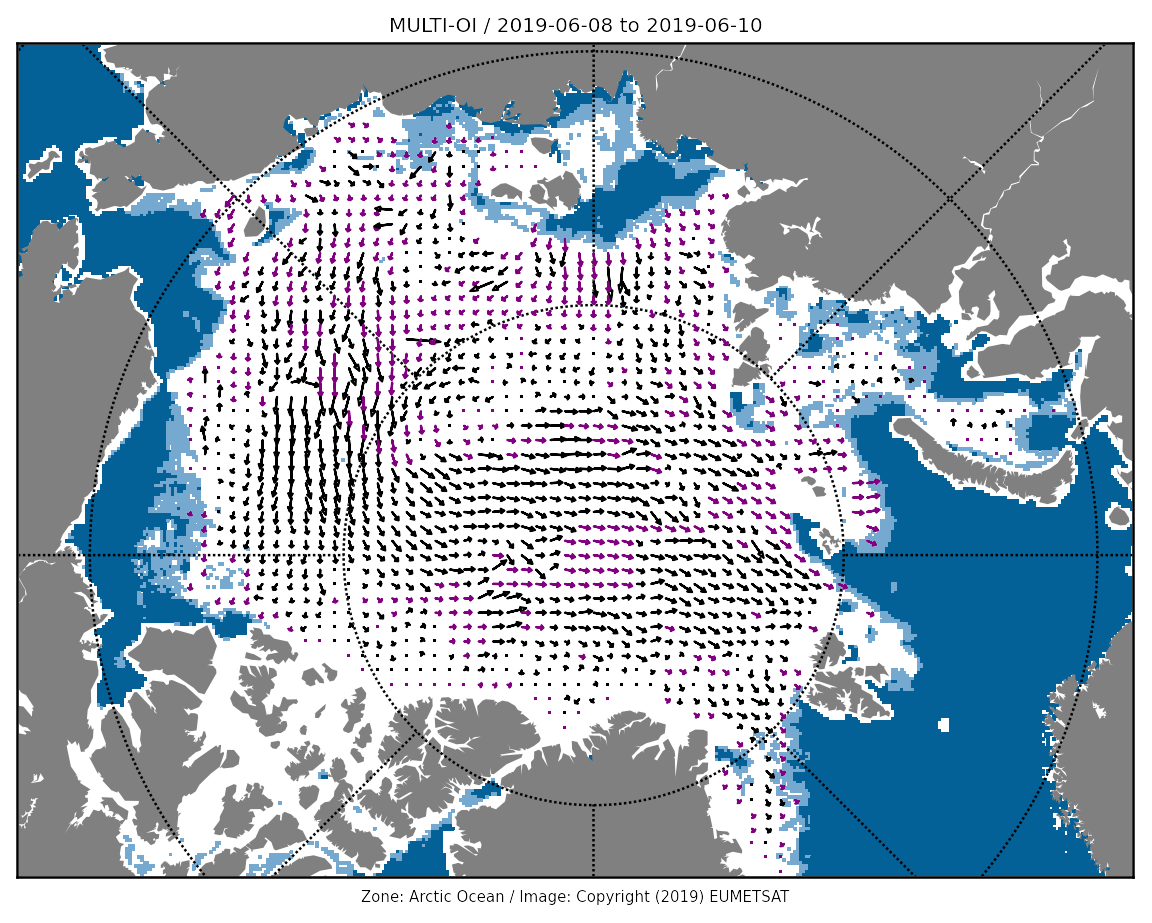 MULTI-OI / 2019-06-08 to 2019-06-10
Zone: Arctic Ocean / Image: Copyright (2019) EUMETSAT